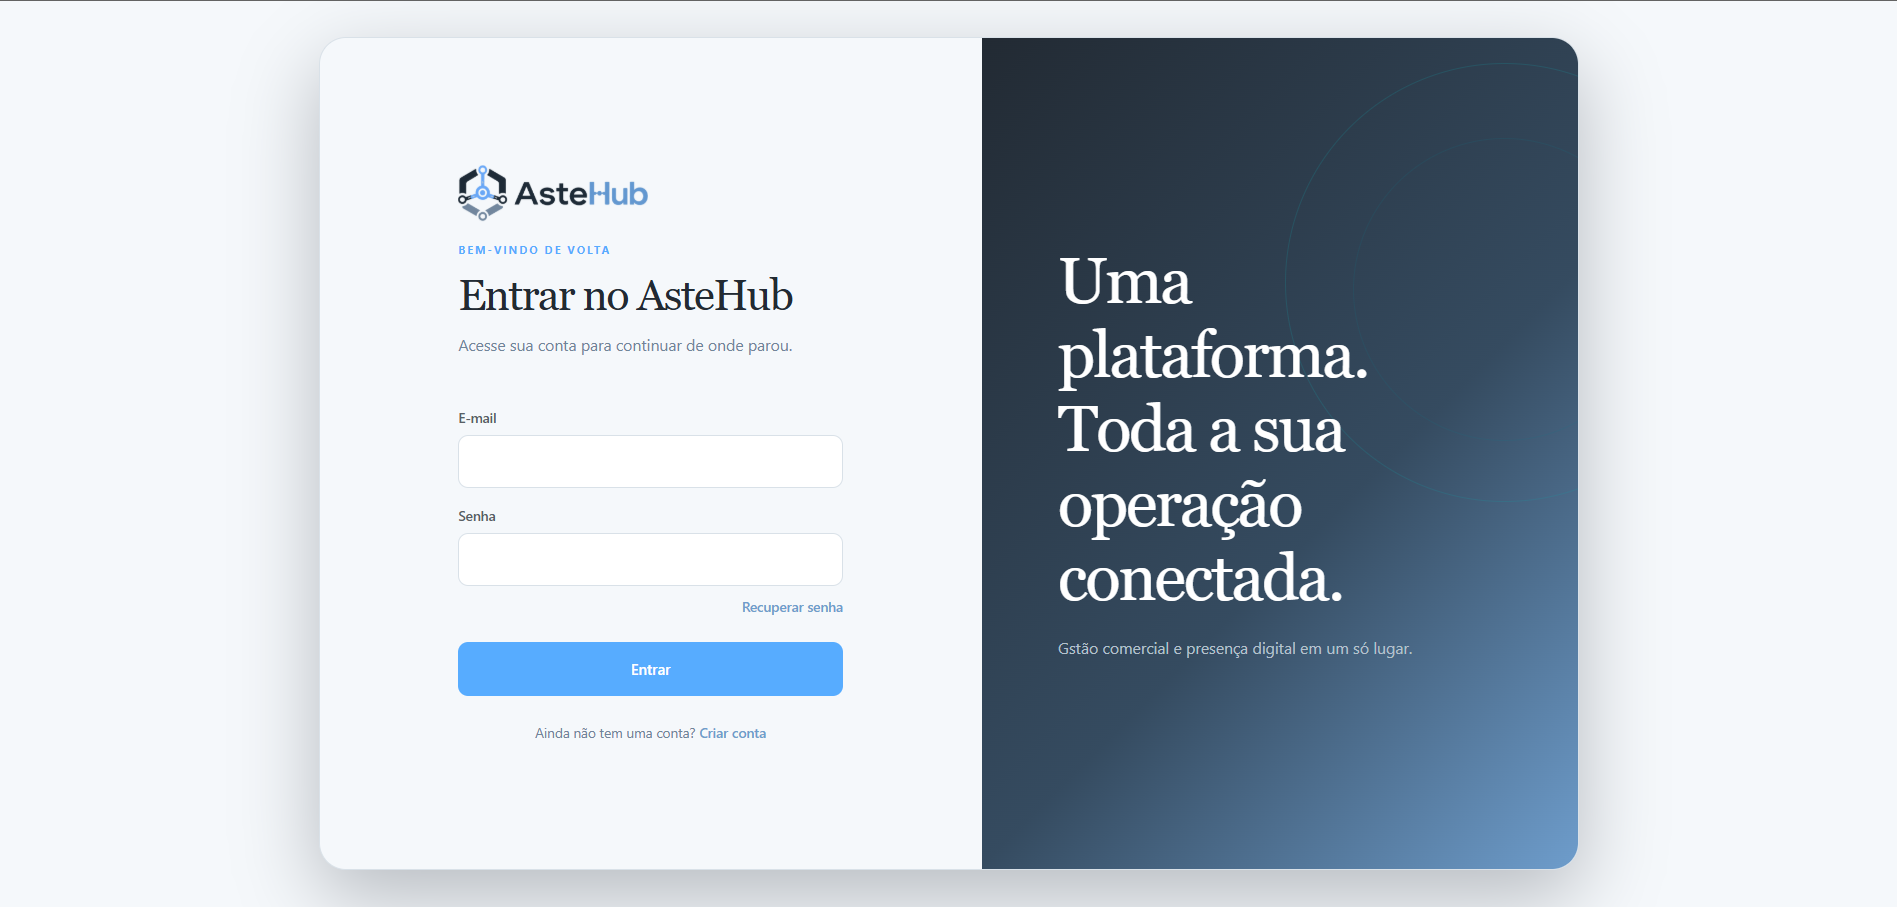 AsteHub
BEM-VINDO DE VOLTA
Entrar no AsteHub
Acesse sua conta para continuar de onde parou.
E-mail
Senha
Recuperar senha
Entrar
Ainda não tem uma conta? Criar conta
Uma
plataforma.
Toda a sua
operação
conectada.
Gstão comercial e presença digital em um só lugar.